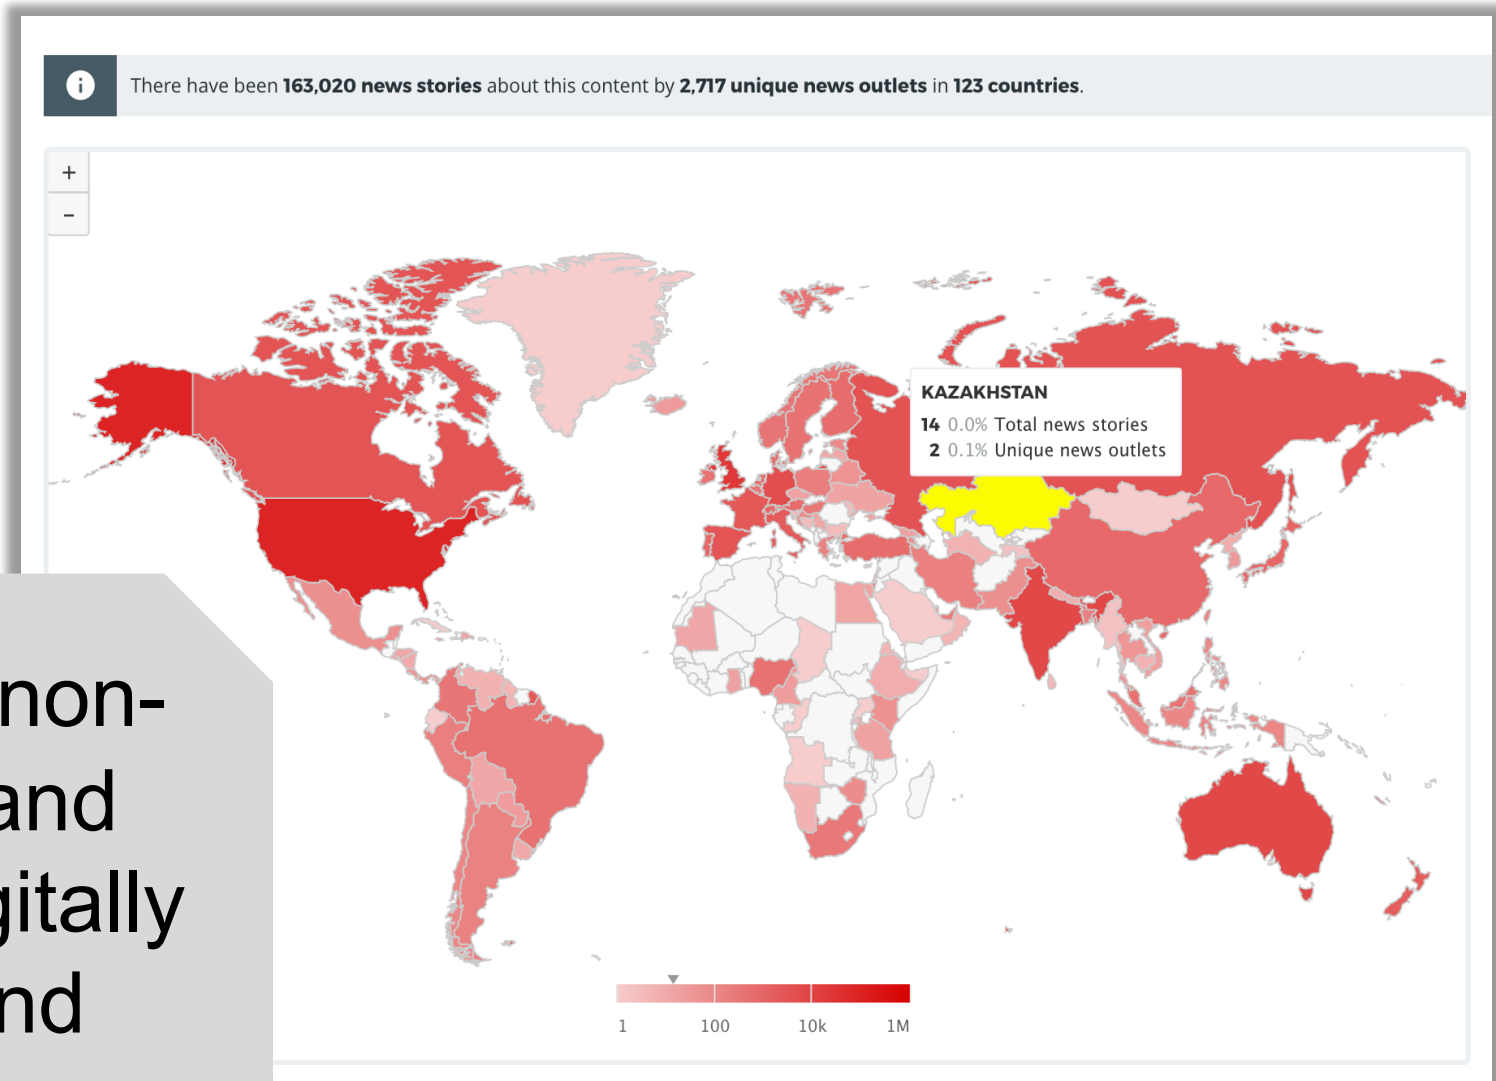 There have been 163,020 news stories about this content by 2,717 unique news outlets in 123 countries.
+
−
KAZAKHSTAN
14 0.0% Total news stories
2 0.1% Unique news outlets
non-
and
gitally
nd
1 100 10k 1M